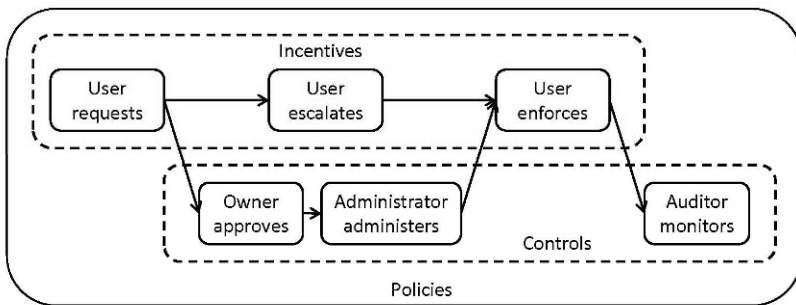 Incentives
User
requests
User
escalates
User
enforces
Owner
approves
Administrator
administers
Auditor
monitors
Controls
Policies